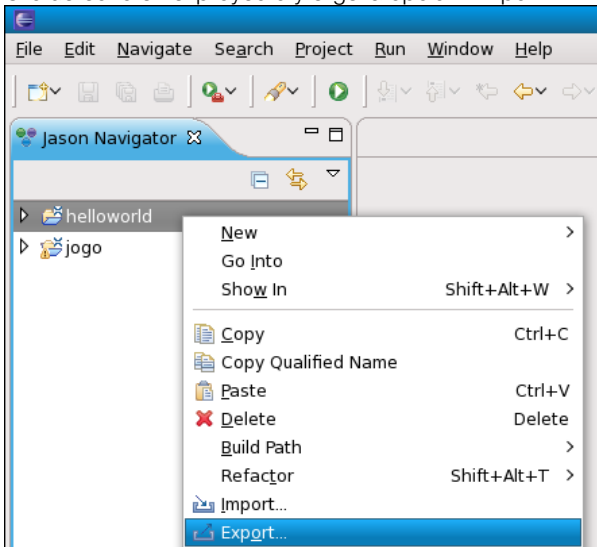 File Edit Navigate Search Project Run Window Help
Jason Navigator
helloworld
jogo
New
Go Into
Show In Shift+Alt+W
Copy Ctrl+C
Copy Qualified Name
Paste Ctrl+V
Delete Delete
Build Path
Refactor Shift+Alt+T
Import...
Export...